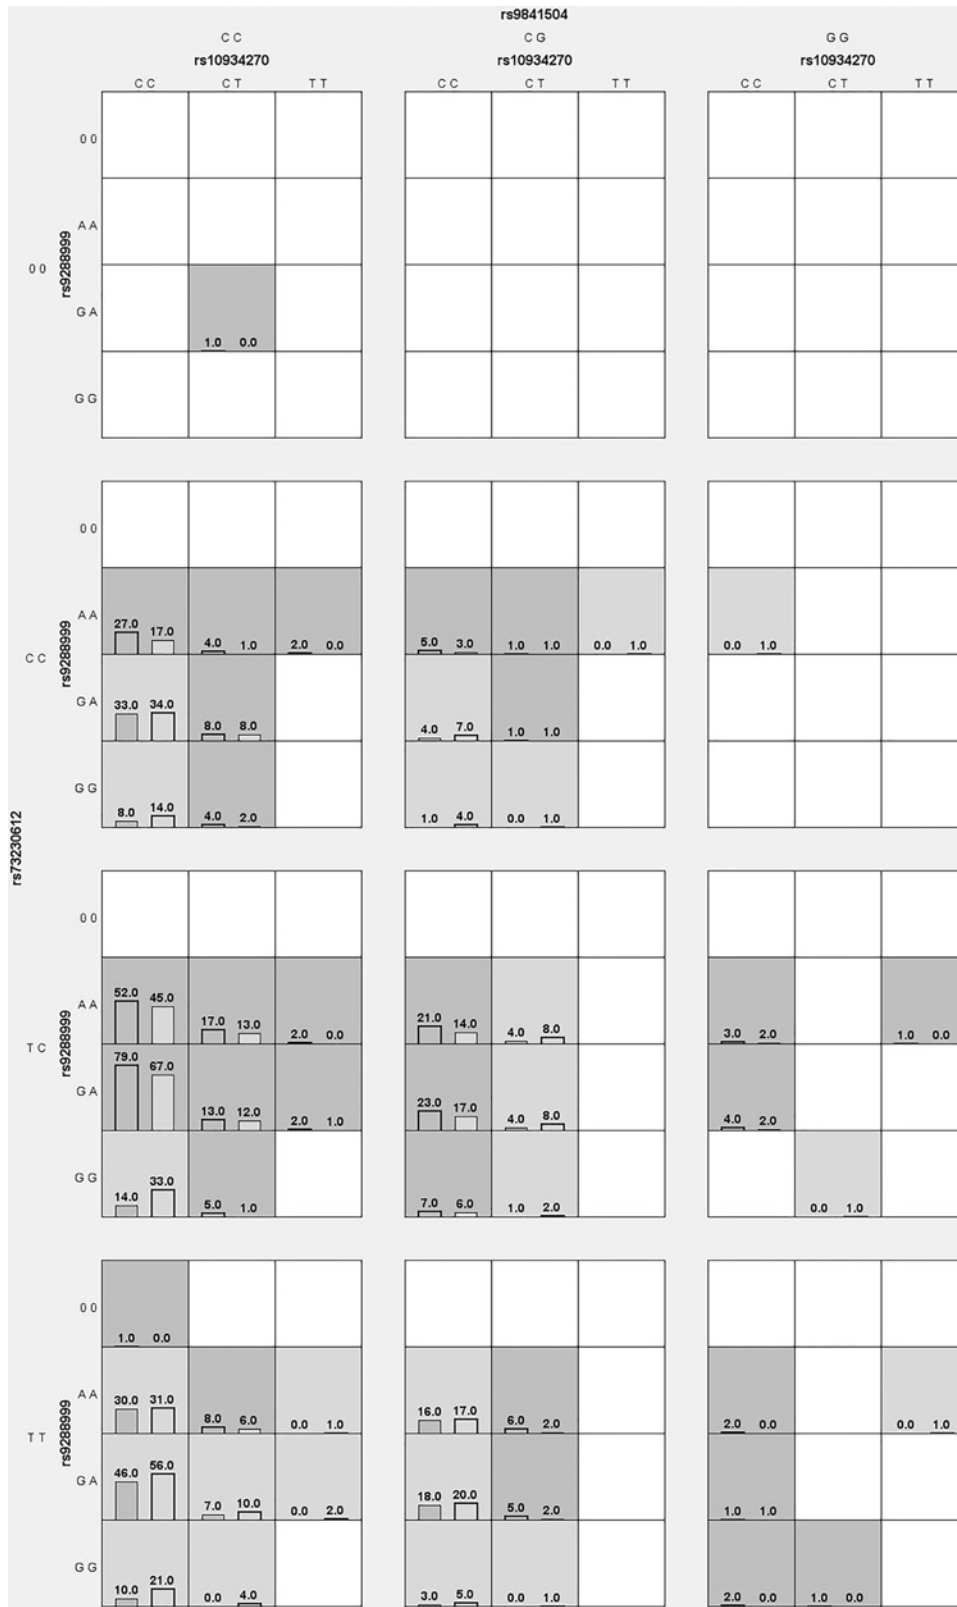 rs9841504
C C C G G G
rs10934270 rs10934270 rs10934270
C C C T T T C C C T T T C C C T T T
rs73230612
0 0
rs9288999
0 0
A A
G A
1.0 0.0
G G
C C
rs9288999
0 0
A A
27.0 17.0 4.0 1.0 2.0 0.0 5.0 3.0 1.0 1.0 0.0 1.0 0.0 1.0
G A
33.0 34.0 8.0 8.0 4.0 7.0 1.0 1.0
G G
8.0 14.0 4.0 2.0 1.0 4.0 0.0 1.0
T C
rs9288999
0 0
A A
52.0 45.0 17.0 13.0 2.0 0.0 21.0 14.0 4.0 8.0 3.0 2.0 1.0 0.0
G A
79.0 67.0 13.0 12.0 2.0 1.0 23.0 17.0 4.0 8.0 4.0 2.0
G G
14.0 33.0 5.0 1.0 7.0 6.0 1.0 2.0 0.0 1.0
T T
rs9288999
0 0
1.0 0.0
A A
30.0 31.0 8.0 6.0 0.0 1.0 16.0 17.0 6.0 2.0 2.0 0.0 0.0 1.0
G A
46.0 56.0 7.0 10.0 0.0 2.0 18.0 20.0 5.0 2.0 1.0 1.0
G G
10.0 21.0 0.0 4.0 3.0 5.0 0.0 1.0 2.0 0.0 1.0 0.0